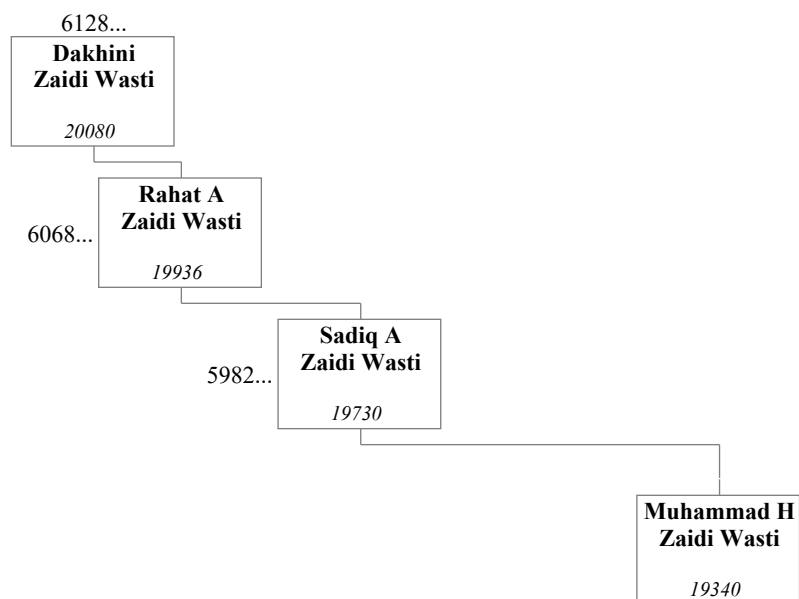 6128...
Dakhini
Zaidi Wasti
20080
Rahat A
Zaidi Wasti
6068...
19936
Sadiq A
Zaidi Wasti
5982...
19730
Muhammad H
Zaidi Wasti
19340